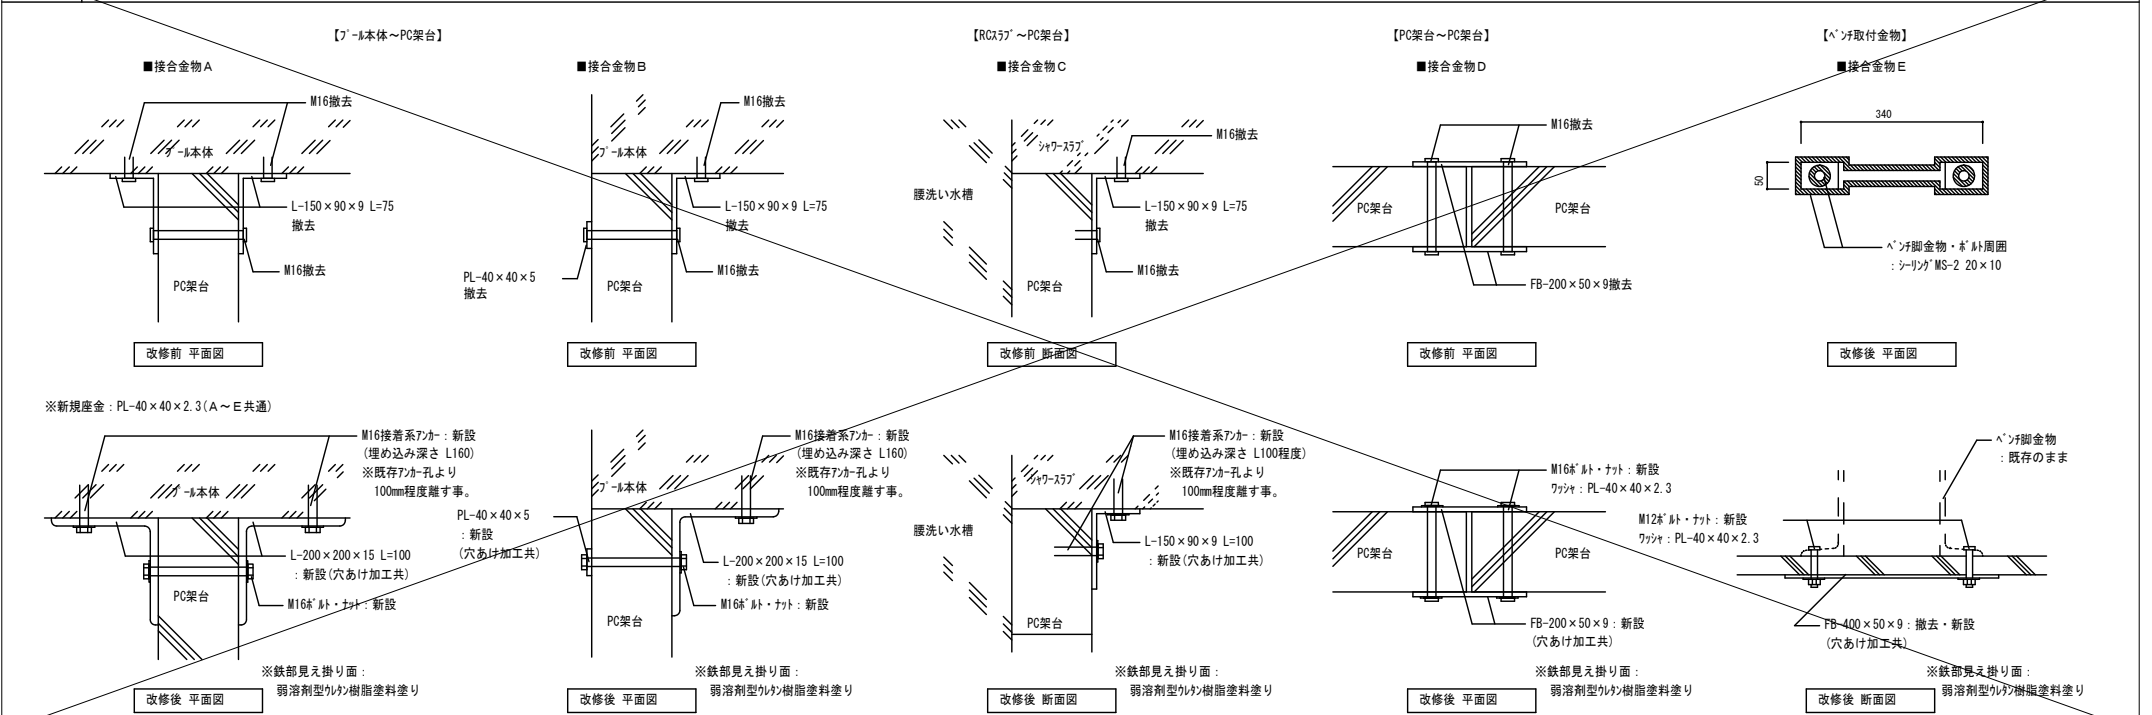 【プール本体～PC架台】
■接合金物A
M16撤去
プール本体
L-150×90×9 L=75
撤去
M16撤去
PC架台
改修前 平面図
■接合金物B
M16撤去
プール本体
L-150×90×9 L=75
撤去
M16撤去
PL-40×40×5
撤去
PC架台
改修前 平面図
【RCスラブ～PC架台】
■接合金物C
M16撤去
シャワースラブ
腰洗い水槽
L-150×90×9 L=75
撤去
M16撤去
PC架台
改修前 断面図
【PC架台～PC架台】
■接合金物D
M16撤去
PC架台
PC架台
FB-200×50×9撤去
改修前 平面図
【ベンチ取付金物】
■接合金物E
340
50
ベンチ脚金物・ボルト周囲
：シーリングMS-2 20×10
改修後 平面図
※新規座金：PL-40×40×2.3(A～E共通)
M16接着系アンカー：新設
(埋め込み深さ L160)
※既存アンカー孔より
100mm程度離す事。
プール本体
L-200×200×15 L=100
：新設(穴あけ加工共)
PC架台
M16ボルト・ナット：新設
※鉄部見え掛り面：
弱溶剤型ウレタン樹脂塗料塗り
改修後 平面図
M16接着系アンカー：新設
(埋め込み深さ L160)
※既存アンカー孔より
100mm程度離す事。
プール本体
PL-40×40×5
：新設
(穴あけ加工共)
L-200×200×15 L=100
：新設(穴あけ加工共)
M16ボルト・ナット：新設
PC架台
※鉄部見え掛り面：
弱溶剤型ウレタン樹脂塗料塗り
改修後 平面図
M16接着系アンカー：新設
(埋め込み深さ L100程度)
※既存アンカー孔より
100mm程度離す事。
シャワースラブ
腰洗い水槽
L-150×90×9 L=100
：新設(穴あけ加工共)
PC架台
※鉄部見え掛り面：
弱溶剤型ウレタン樹脂塗料塗り
改修後 断面図
M16ボルト・ナット：新設
ワッシャ：PL-40×40×2.3
PC架台
PC架台
FB-200×50×9：新設
(穴あけ加工共)
※鉄部見え掛り面：
弱溶剤型ウレタン樹脂塗料塗り
改修後 平面図
ベンチ脚金物
：既存のまま
M12ボルト・ナット：新設
ワッシャ：PL-40×40×2.3
FB-400×50×9：撤去・新設
(穴あけ加工共)
※鉄部見え掛り面：
弱溶剤型ウレタン樹脂塗料塗り
改修後 断面図